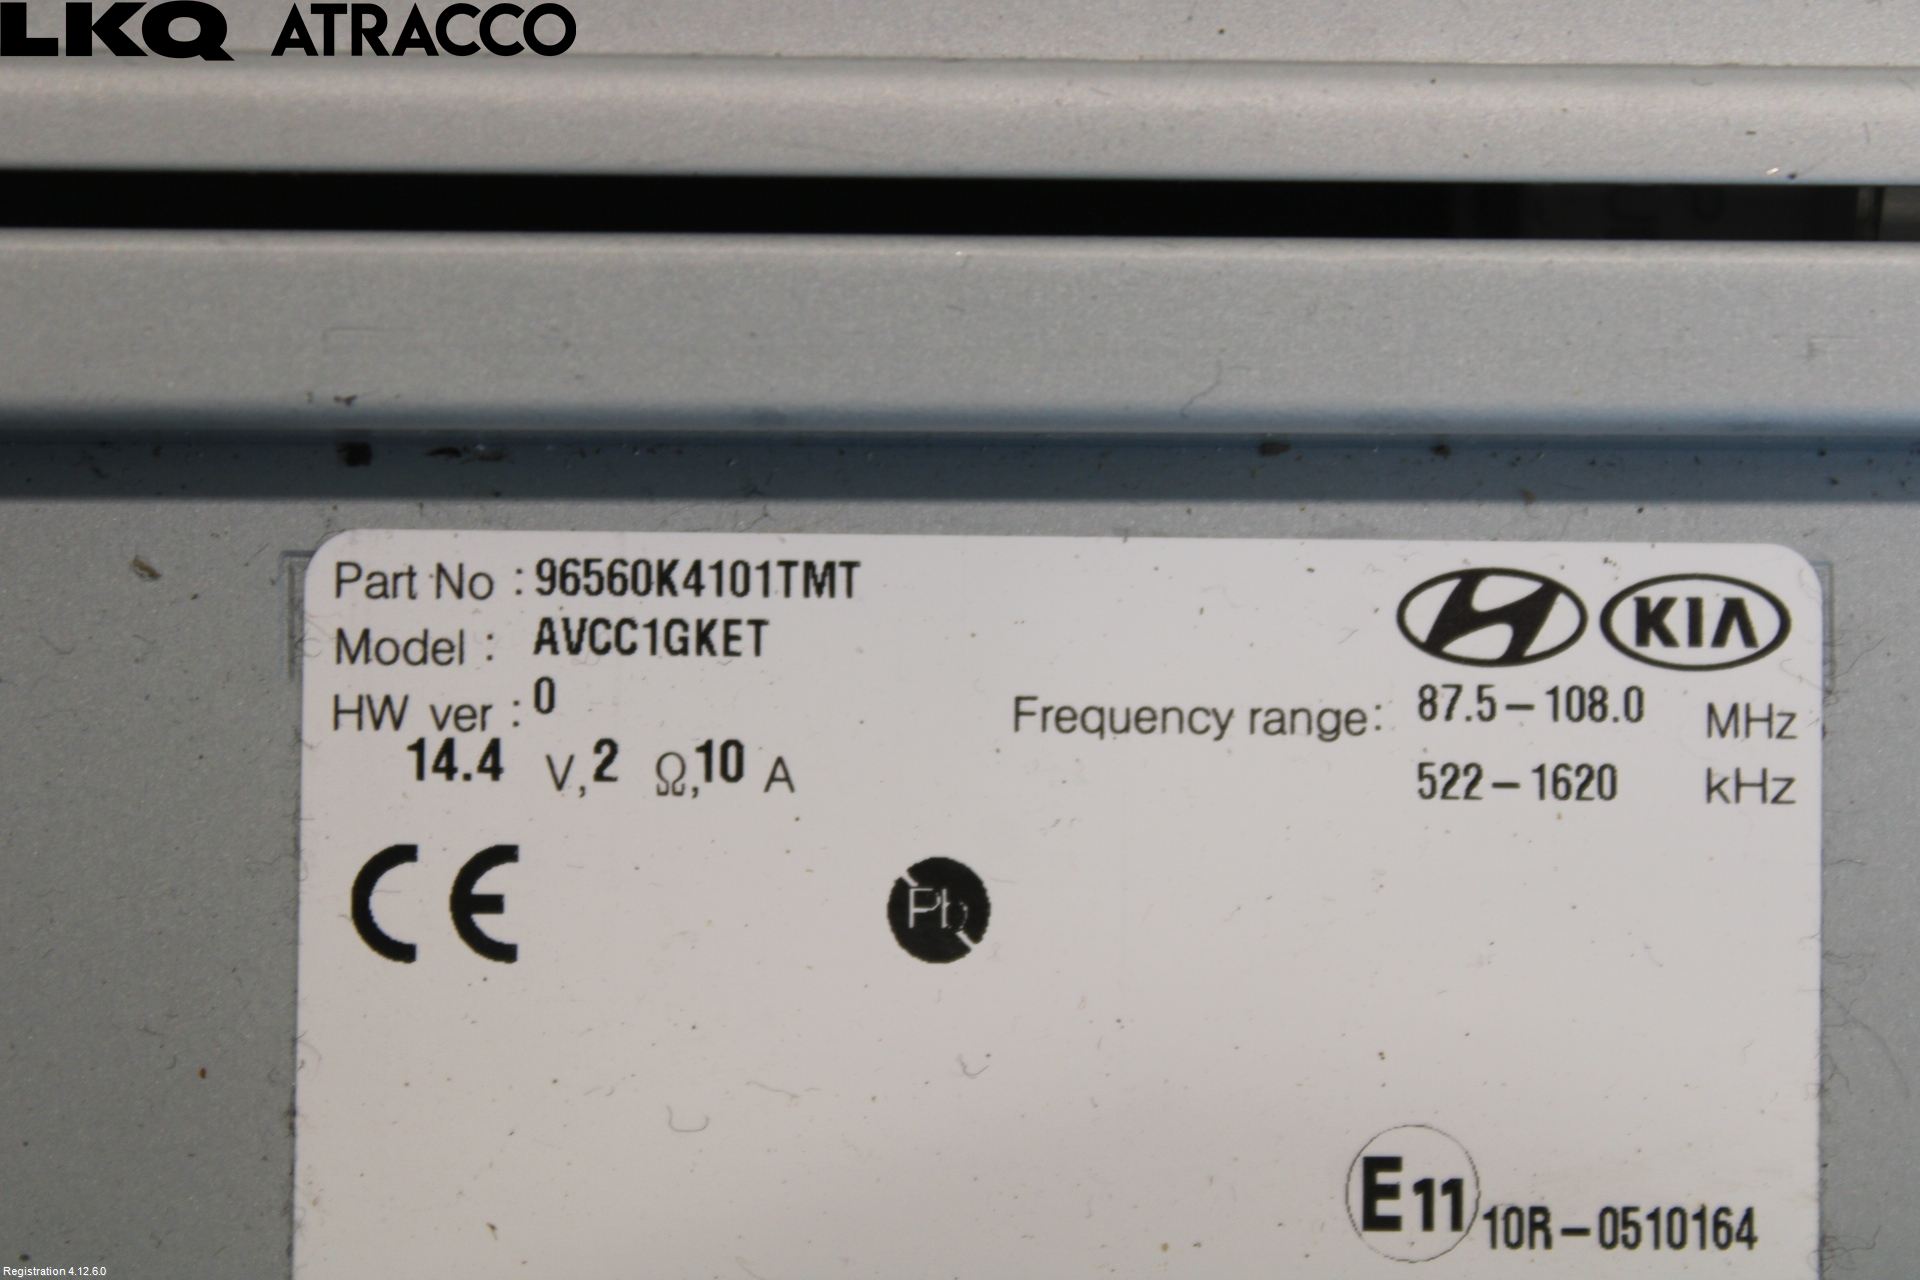 LKQ ATRACCO
Part No : 96560K4101TMT
Model : AVCC1GKET
KIA
HW ver : 0
Frequency range: 87.5–108.0 MHz
14.4 V,2 Ω,10 A
522–1620 kHz
CE
Pb
E11 10R–0510164
Registration 4.12.6.0